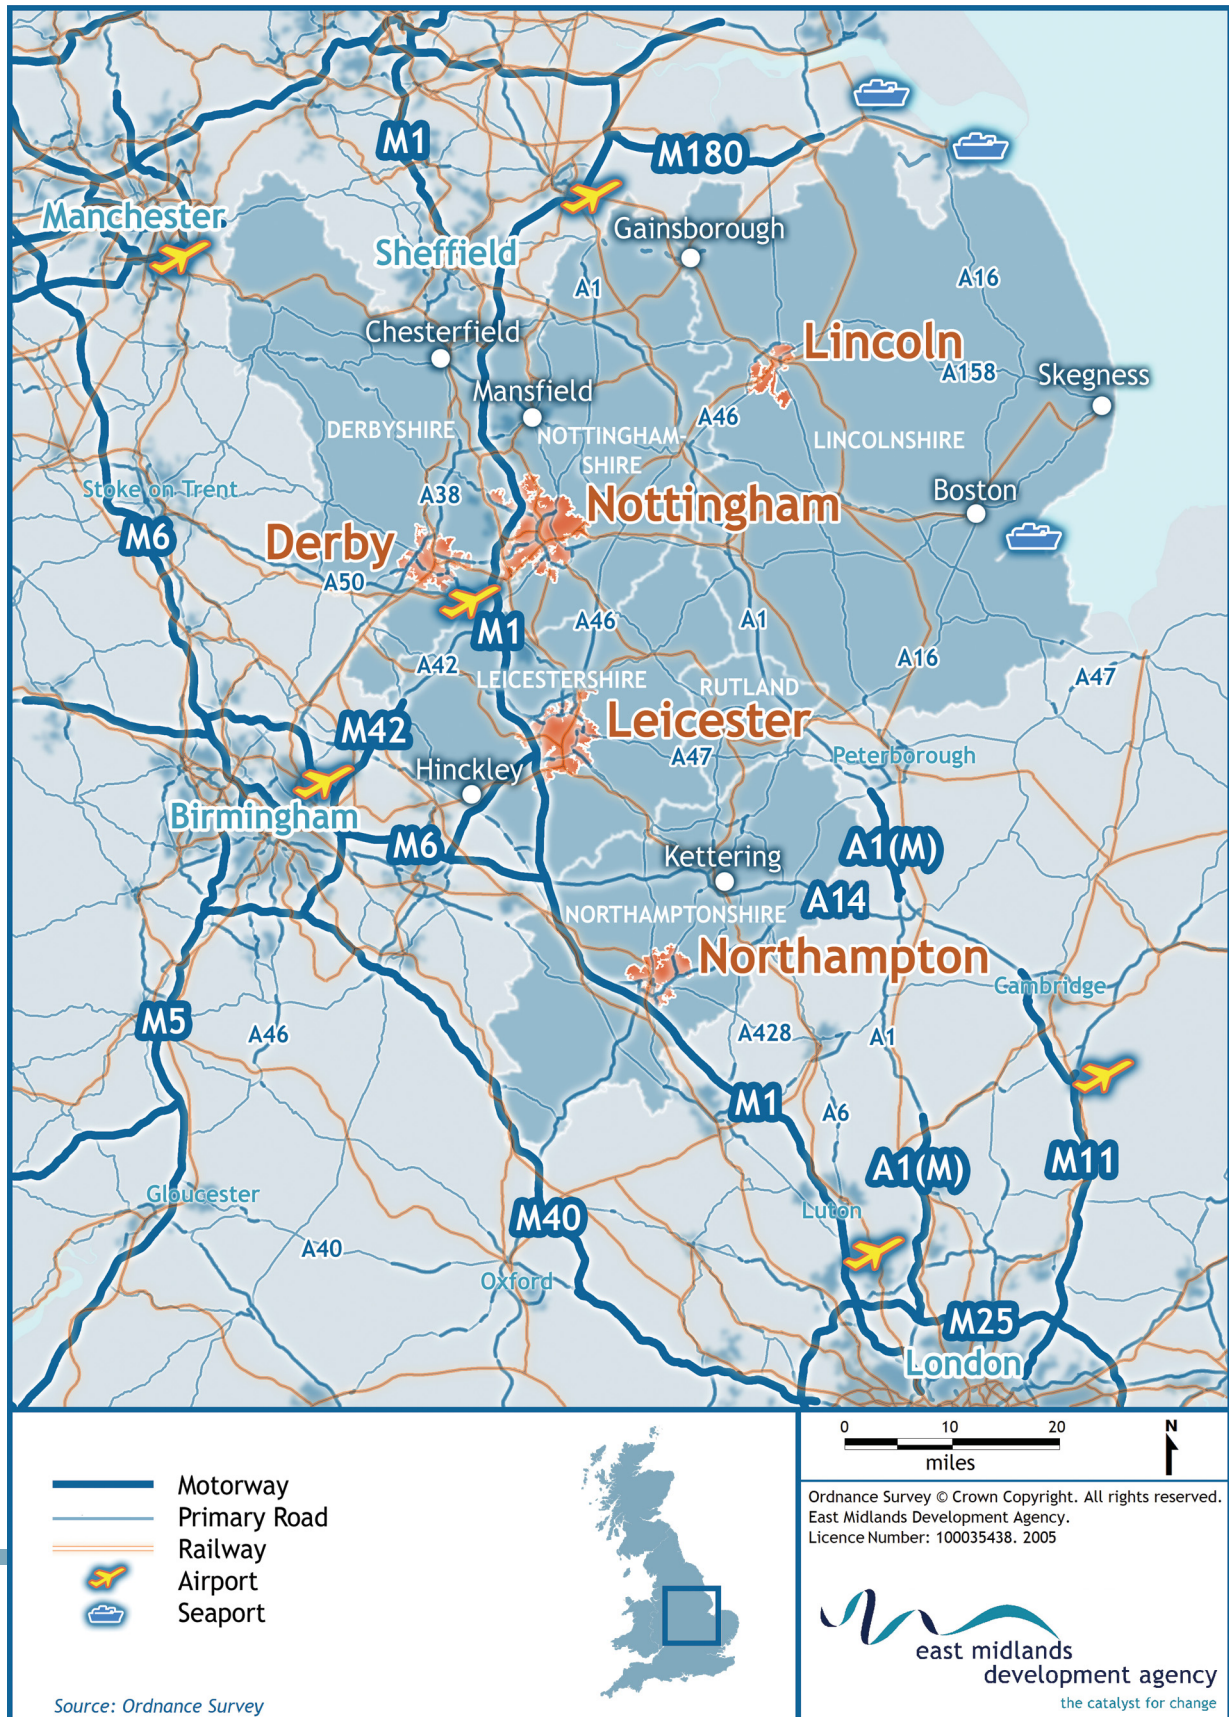 M1
M180
Manchester
Sheffield
Gainsborough
A1
A16
Chesterfield
Lincoln
A158
Skegness
Mansfield
A46
DERBYSHIRE
NOTTINGHAM-
SHIRE
LINCOLNSHIRE
Stoke on Trent
A38
Nottingham
Boston
M6
Derby
A50
M1
A46
A1
A42
LEICESTERSHIRE
RUTLAND
A16
A47
M42
Leicester
A47
Peterborough
Hinckley
Birmingham
M6
Kettering
A1(M)
A14
NORTHAMPTONSHIRE
Northampton
Cambridge
M5
A46
A428
A1
M1
A6
A1(M)
M11
Gloucester
Luton
M40
A40
Oxford
M25
London
Motorway
Primary Road
Railway
Airport
Seaport
Source: Ordnance Survey
0 10 20
miles
N
Ordnance Survey © Crown Copyright. All rights reserved.
East Midlands Development Agency.
Licence Number: 100035438. 2005
east midlands
development agency
the catalyst for change